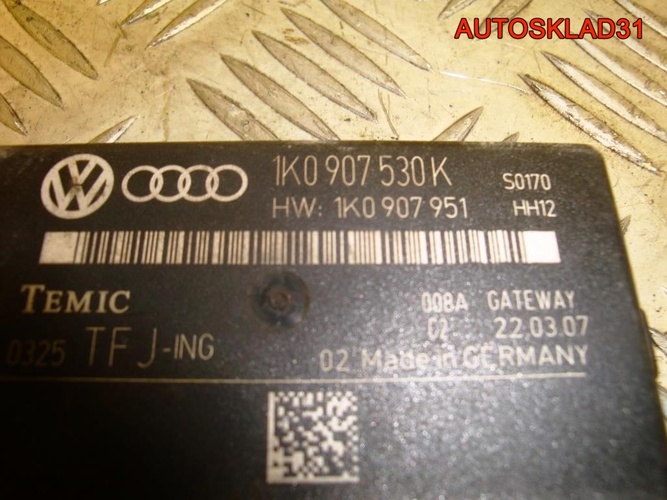 AUTOSKLAD31
1K0 907 530 K S0170
HW: 1K0 907 951 HH12
TEMIC 008A GATEWAY
02 22.03.07
0325 TFJ-ING 02 Made in GERMANY